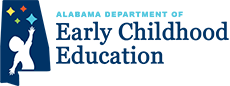 ALABAMA DEPARTMENT OF
Early Childhood
Education